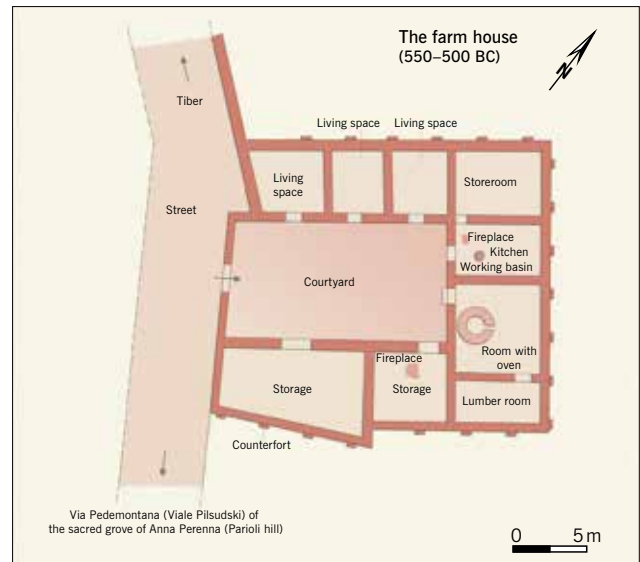 The farm house
(550–500 BC)
N
Tiber
Living space
Living space
Living
space
Storeroom
Street
Fireplace
Kitchen
Working basin
Courtyard
Room with
oven
Fireplace
Storage
Storage
Lumber room
Counterfort
Via Pedemontana (Viale Pilsudski) of
the sacred grove of Anna Perenna (Parioli hill)
0
5 m